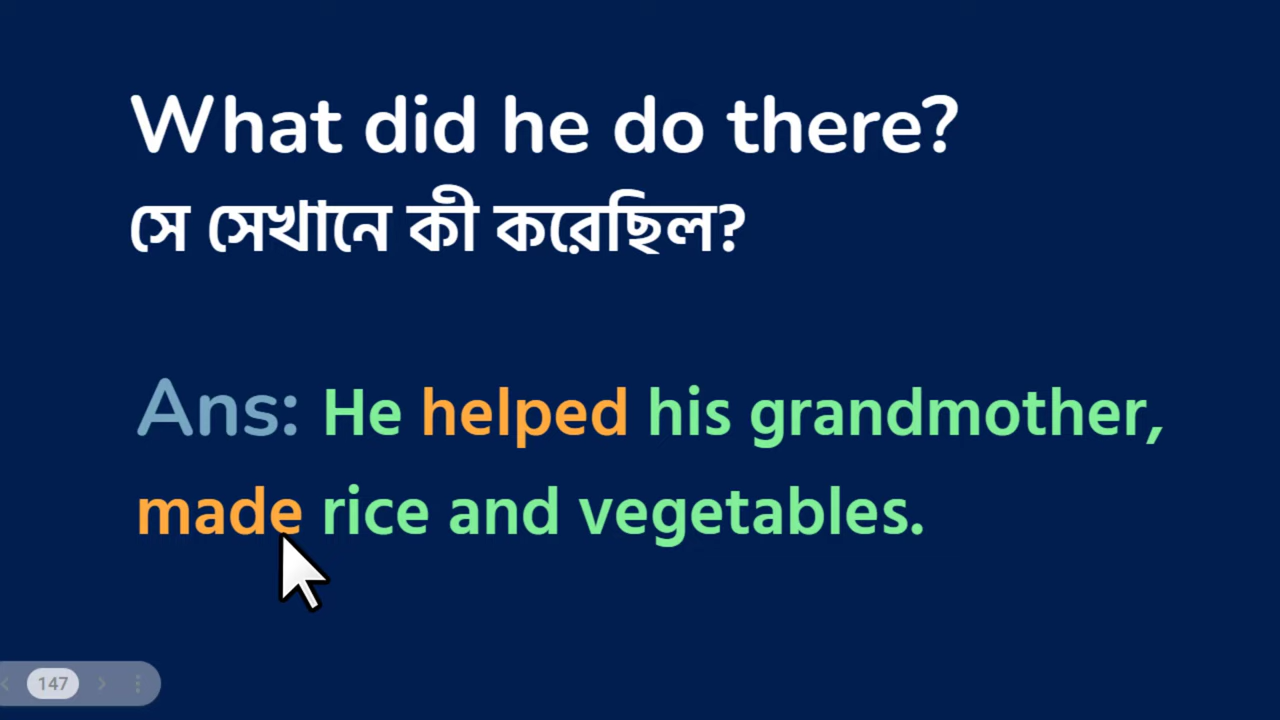 What did he do there?
সে সেখানে কী করেছিল?
Ans: He helped his grandmother,
made rice and vegetables.
147